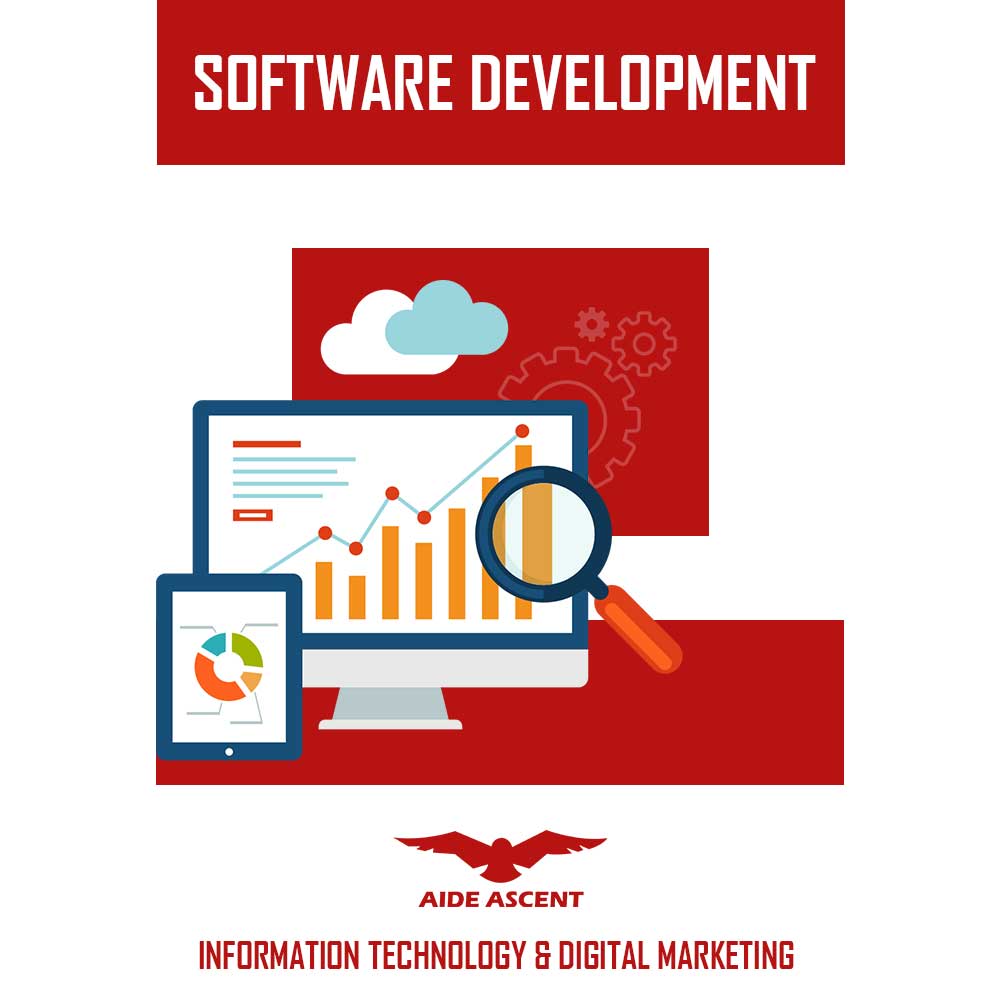 SOFTWARE DEVELOPMENT
AIDE ASCENT
INFORMATION TECHNOLOGY & DIGITAL MARKETING